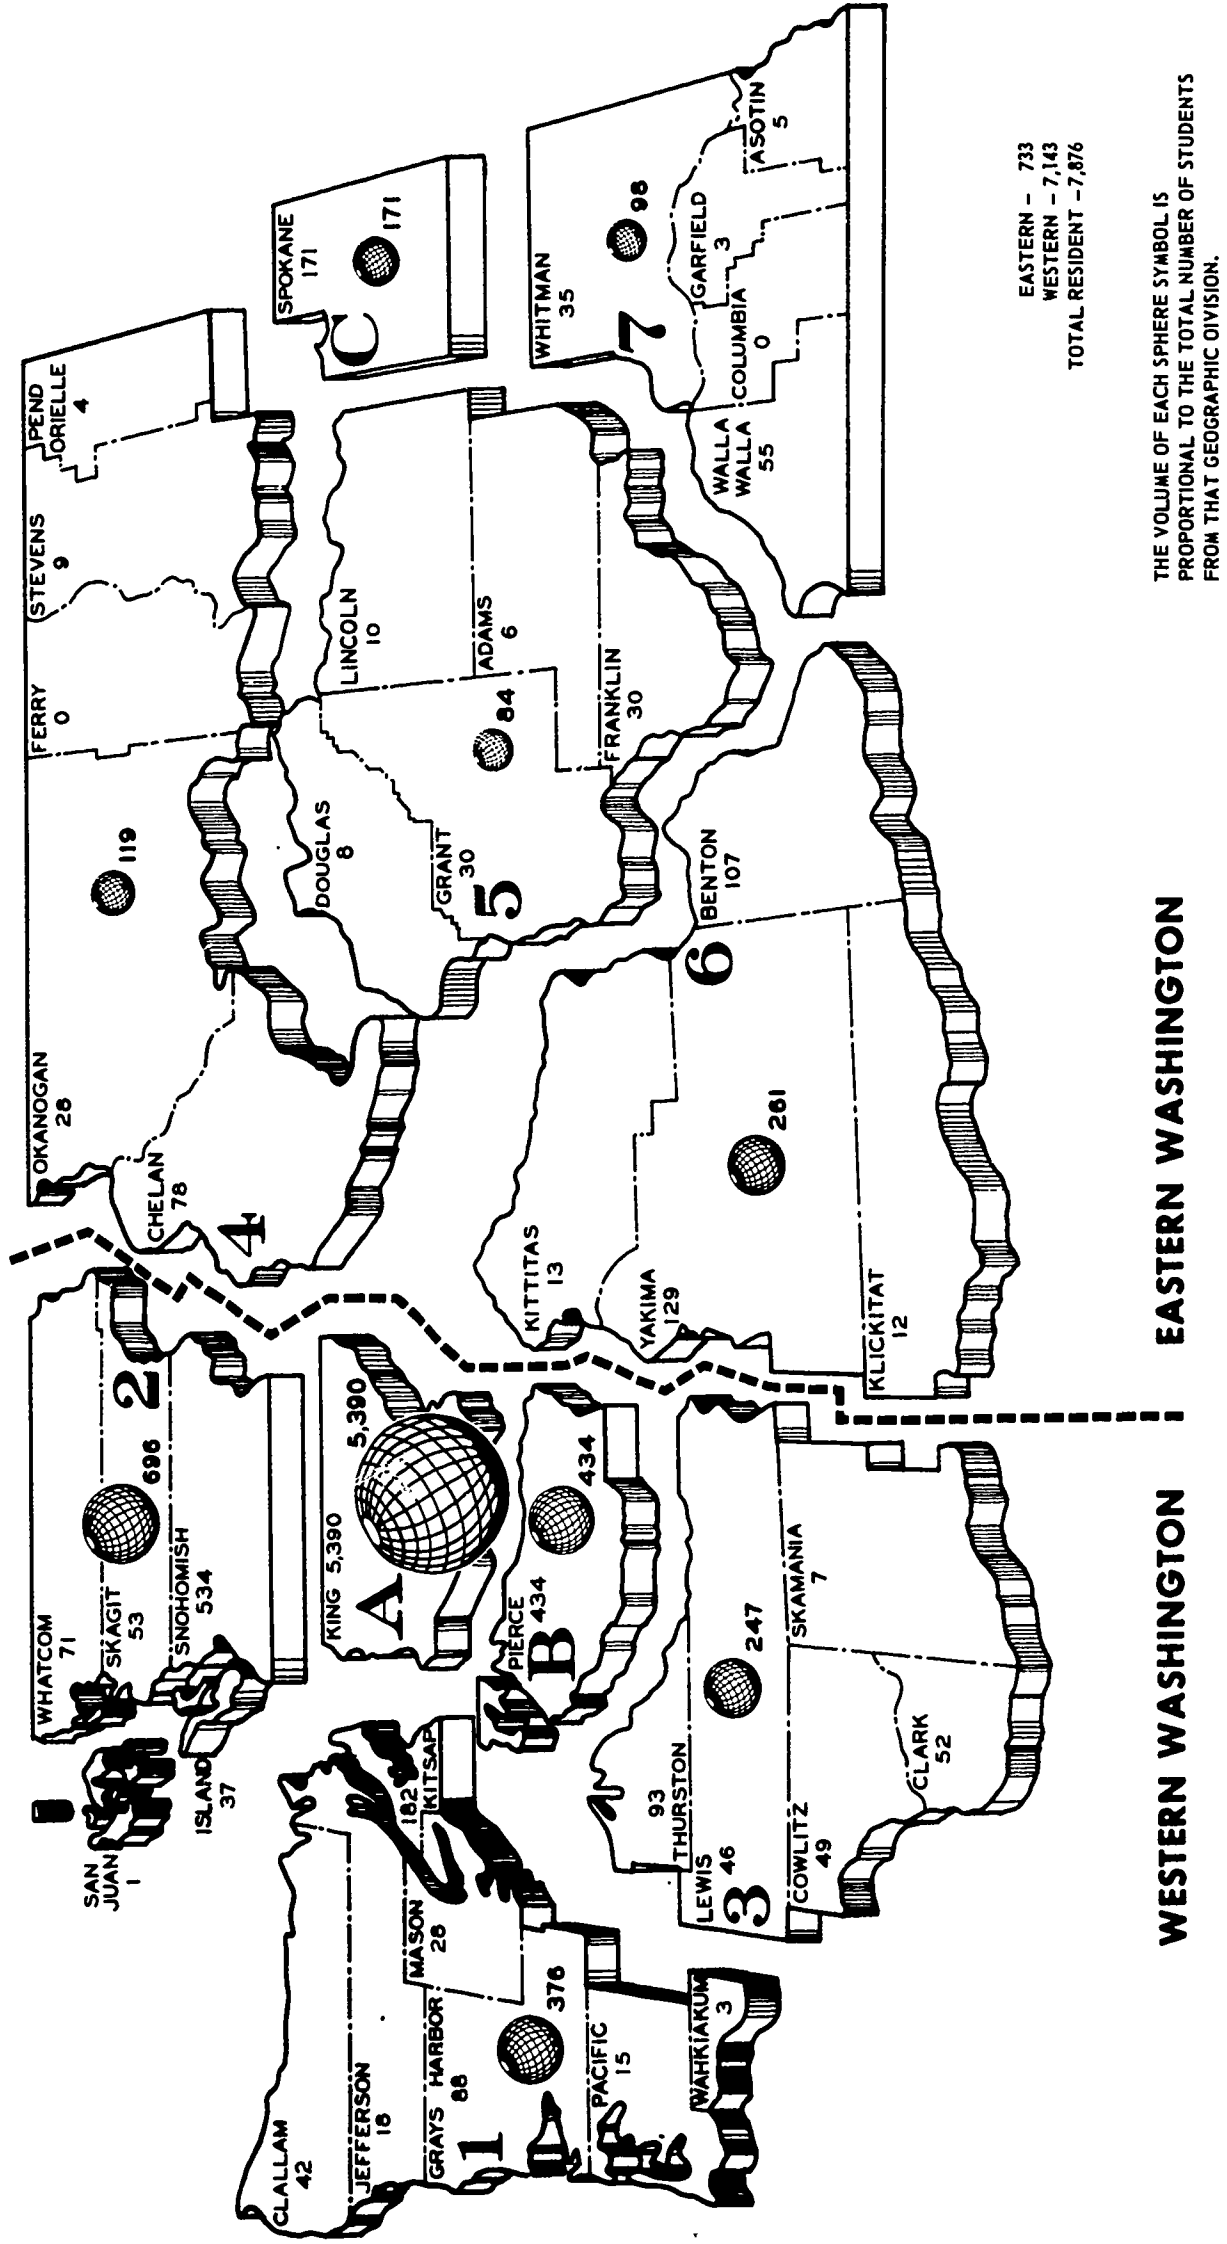 SAN
JUAN
1
WHATCOM
71
SKAGIT
53
696
2
SNOHOMISH
534
ISLAND
37
CLALLAM
42
JEFFERSON
18
182
KITSAP
MASON
28
GRAYS HARBOR
88
1
376
PACIFIC
15
WAHKIAKUM
3
KING 5,390
5,390
A
PIERCE
434
434
B
93
THURSTON
LEWIS
46
3
247
COWLITZ
49
SKAMANIA
7
CLARK
52
OKANOGAN
28
FERRY
0
STEVENS
9
PEND
ORIELLE
4
119
CHELAN
78
4
DOUGLAS
8
GRANT
30
5
LINCOLN
10
ADAMS
6
84
FRANKLIN
30
SPOKANE
171
C
171
KITTITAS
13
YAKIMA
129
6
BENTON
107
261
KLICKITAT
12
WHITMAN
35
7
98
GARFIELD
3
ASOTIN
5
COLUMBIA
0
WALLA
WALLA
55
EASTERN – 733
WESTERN – 7,143
TOTAL RESIDENT – 7,876
WESTERN WASHINGTON
EASTERN WASHINGTON
THE VOLUME OF EACH SPHERE SYMBOL IS
PROPORTIONAL TO THE TOTAL NUMBER OF STUDENTS
FROM THAT GEOGRAPHIC DIVISION.